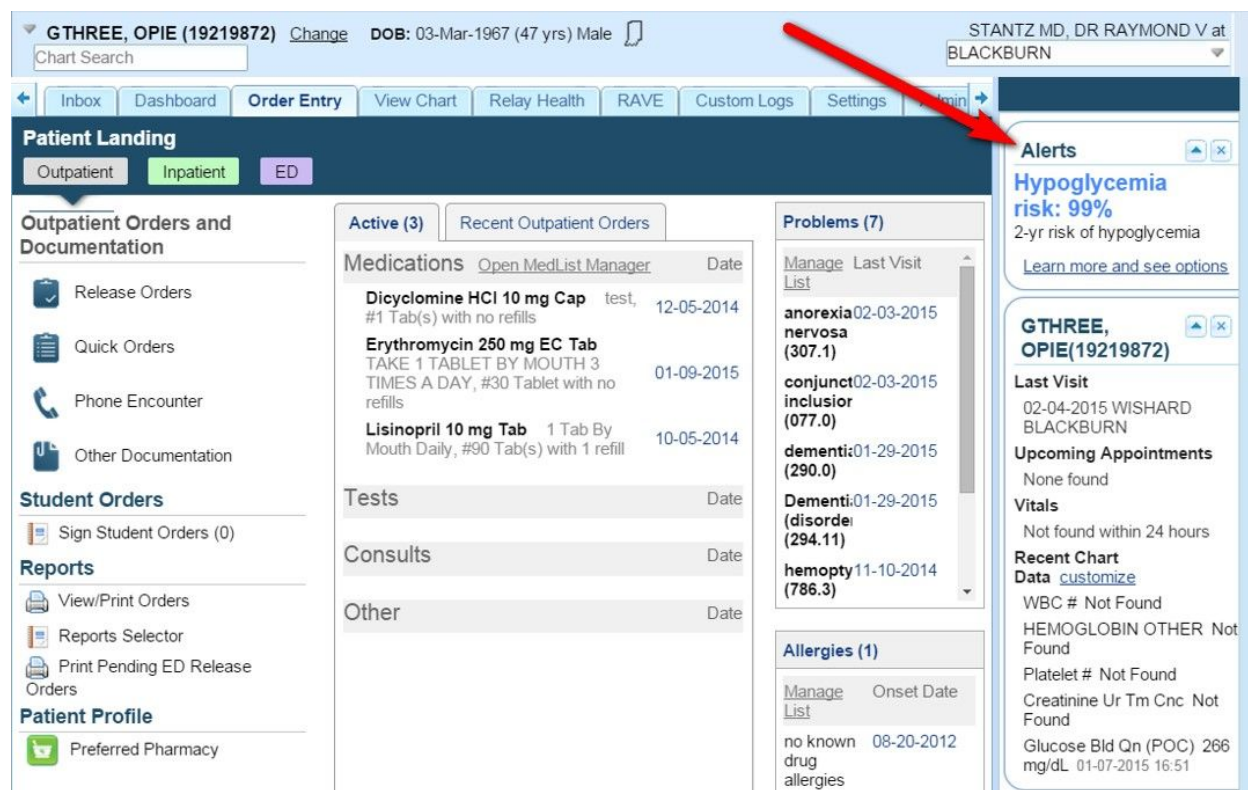 GTHREE, OPIE (19219872) Change DOB: 03-Mar-1967 (47 yrs) Male
Chart Search
STANTZ MD, DR RAYMOND V at
BLACKBURN
Inbox Dashboard Order Entry View Chart Relay Health RAVE Custom Logs Settings Admin
Patient Landing
Outpatient Inpatient ED
Outpatient Orders and
Documentation
Release Orders
Quick Orders
Phone Encounter
Other Documentation
Student Orders
Sign Student Orders (0)
Reports
View/Print Orders
Reports Selector
Print Pending ED Release
Orders
Patient Profile
Preferred Pharmacy
Active (3) Recent Outpatient Orders
Medications Open MedList Manager Date
Dicyclomine HCl 10 mg Cap test,
#1 Tab(s) with no refills
12-05-2014
Erythromycin 250 mg EC Tab
TAKE 1 TABLET BY MOUTH 3
TIMES A DAY, #30 Tablet with no
refills
01-09-2015
Lisinopril 10 mg Tab 1 Tab By
Mouth Daily, #90 Tab(s) with 1 refill
10-05-2014
Tests Date
Consults Date
Other Date
Problems (7)
Manage Last Visit
List
anorexia 02-03-2015
nervosa
(307.1)
conjunct 02-03-2015
inclusior
(077.0)
dementi 01-29-2015
(290.0)
Dementi 01-29-2015
(disorde
(294.11)
hemopty 11-10-2014
(786.3)
Allergies (1)
Manage Onset Date
List
no known 08-20-2012
drug
allergies
Alerts
Hypoglycemia
risk: 99%
2-yr risk of hypoglycemia
Learn more and see options
GTHREE,
OPIE(19219872)
Last Visit
02-04-2015 WISHARD
BLACKBURN
Upcoming Appointments
None found
Vitals
Not found within 24 hours
Recent Chart
Data customize
WBC # Not Found
HEMOGLOBIN OTHER Not
Found
Platelet # Not Found
Creatinine Ur Tm Cnc Not
Found
Glucose Bld Qn (POC) 266
mg/dL 01-07-2015 16:51